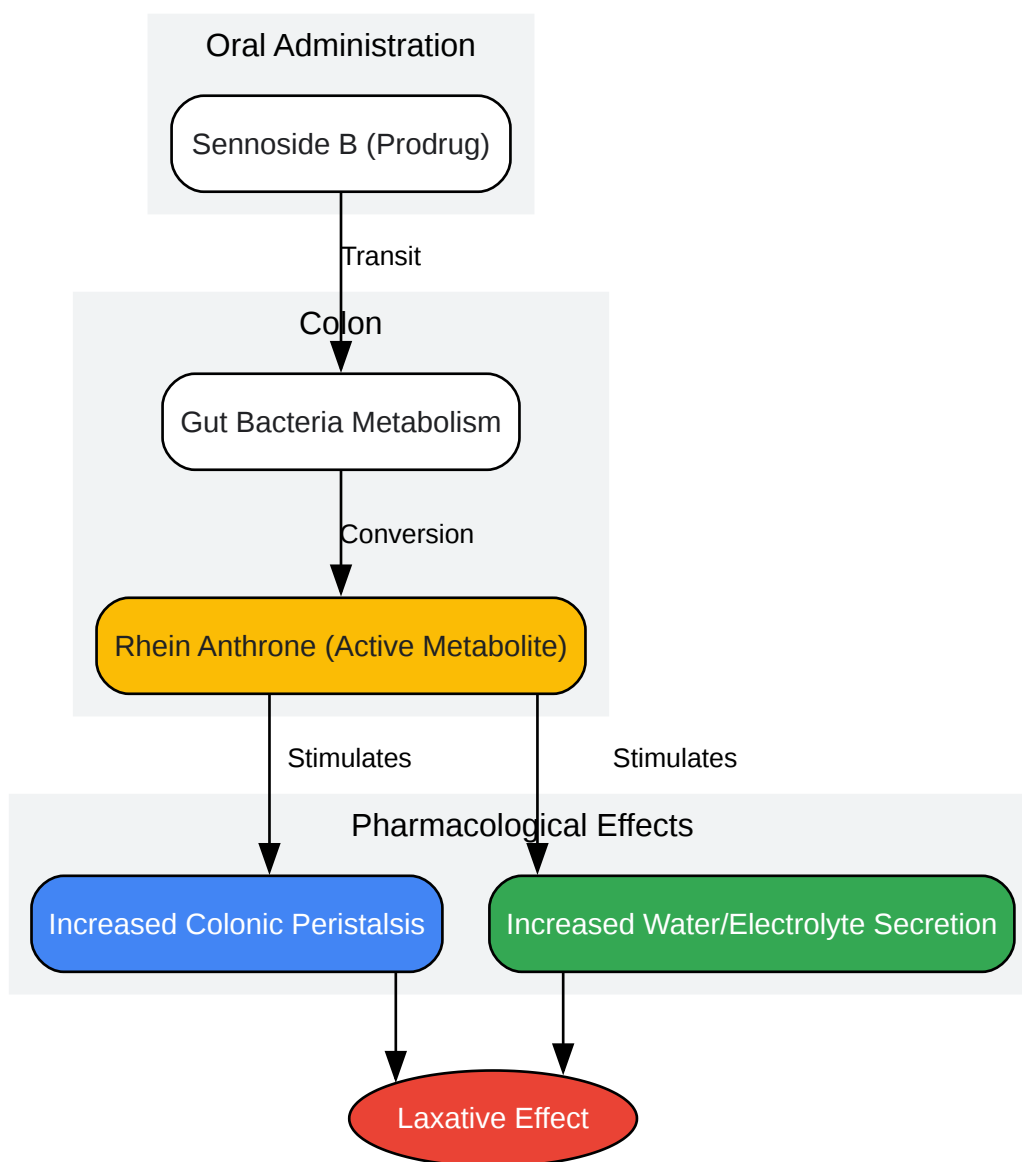 Oral Administration
Sennoside B (Prodrug)
Transit
Colon
Gut Bacteria Metabolism
Conversion
Rhein Anthrone (Active Metabolite)
Stimulates
Stimulates
Pharmacological Effects
Increased Colonic Peristalsis
Increased Water/Electrolyte Secretion
Laxative Effect